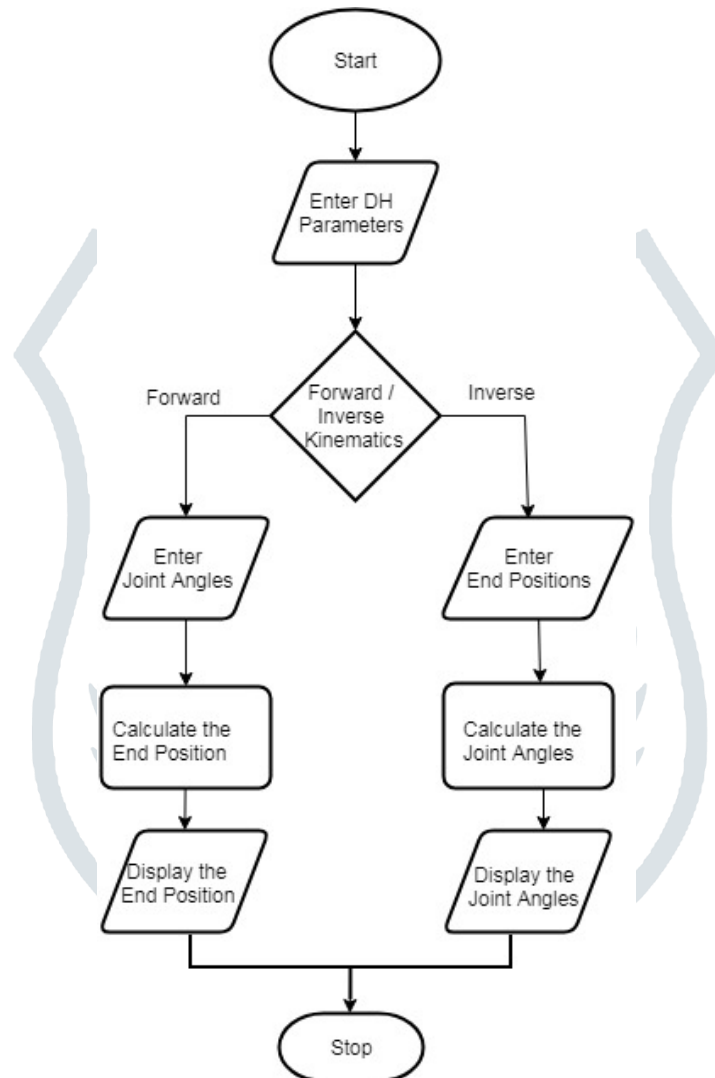 Start
Enter DH
Parameters
Forward /
Inverse
Kinematics
Forward
Inverse
Enter
Joint Angles
Enter
End Positions
Calculate the
End Position
Calculate the
Joint Angles
Display the
End Position
Display the
Joint Angles
Stop